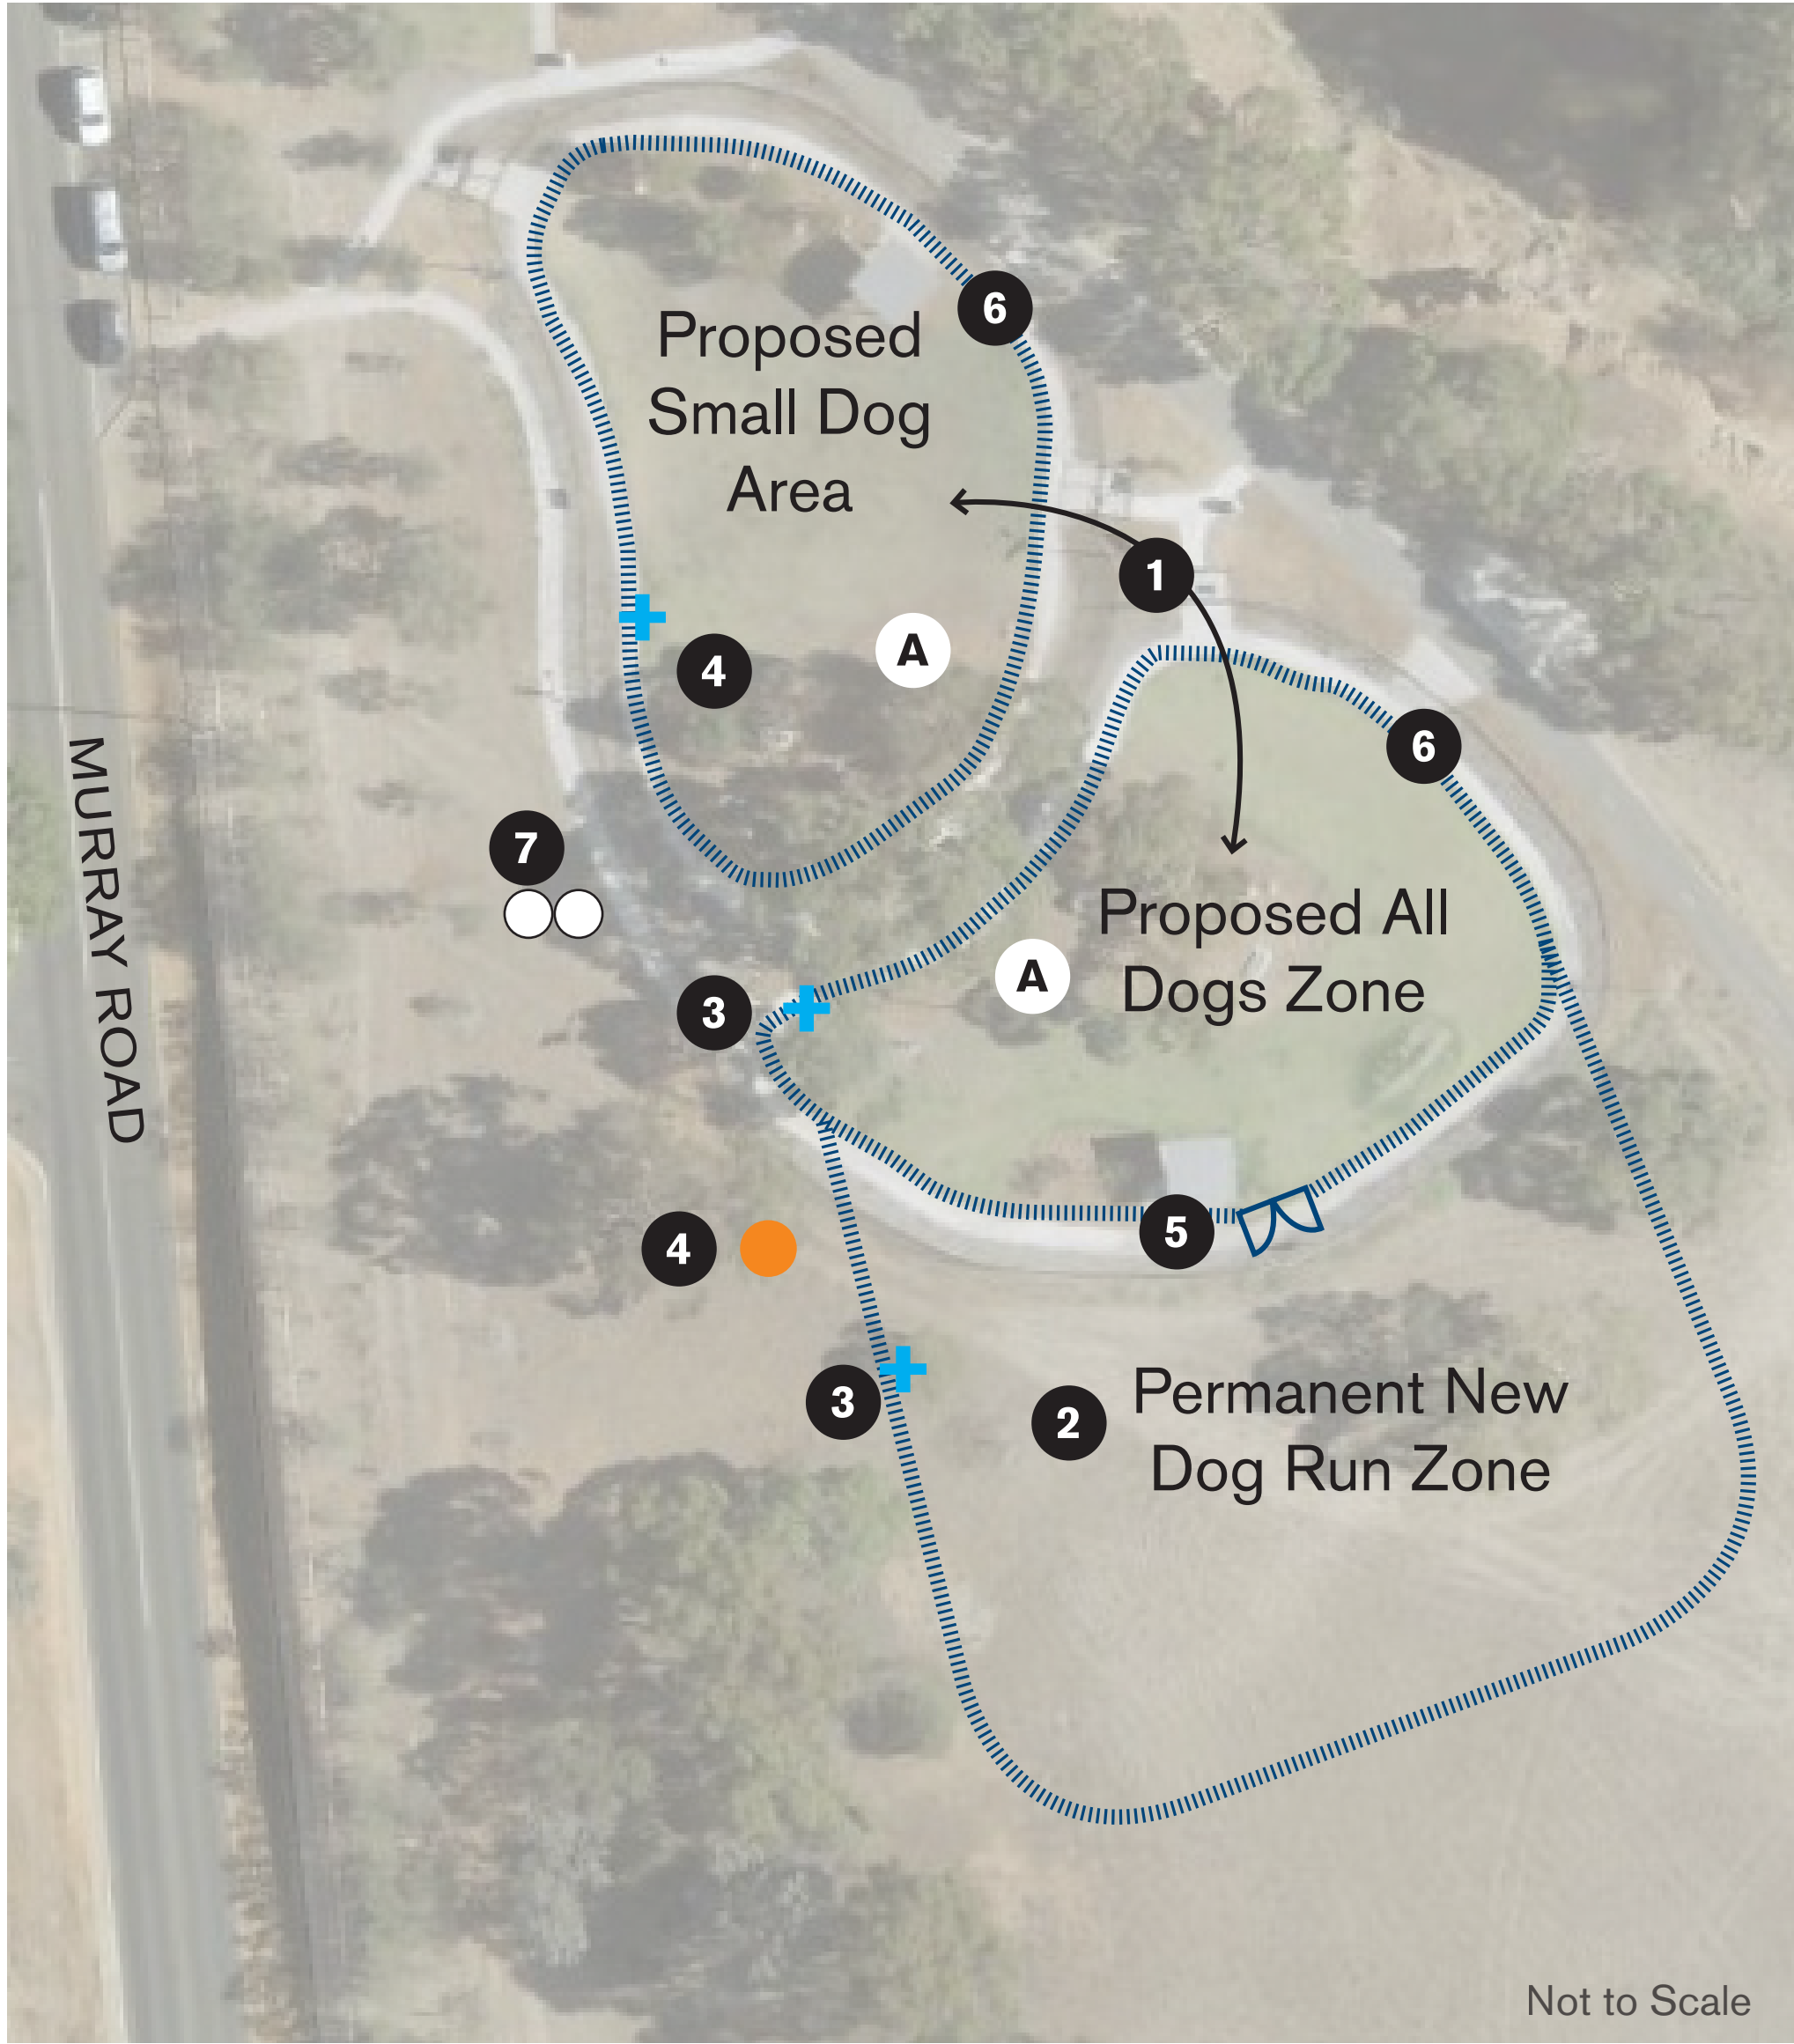 6
Proposed
Small Dog
Area
1
4
A
6
MURRAY ROAD
7
Proposed All
Dogs Zone
A
3
5
4
3
2
Permanent New
Dog Run Zone
Not to Scale